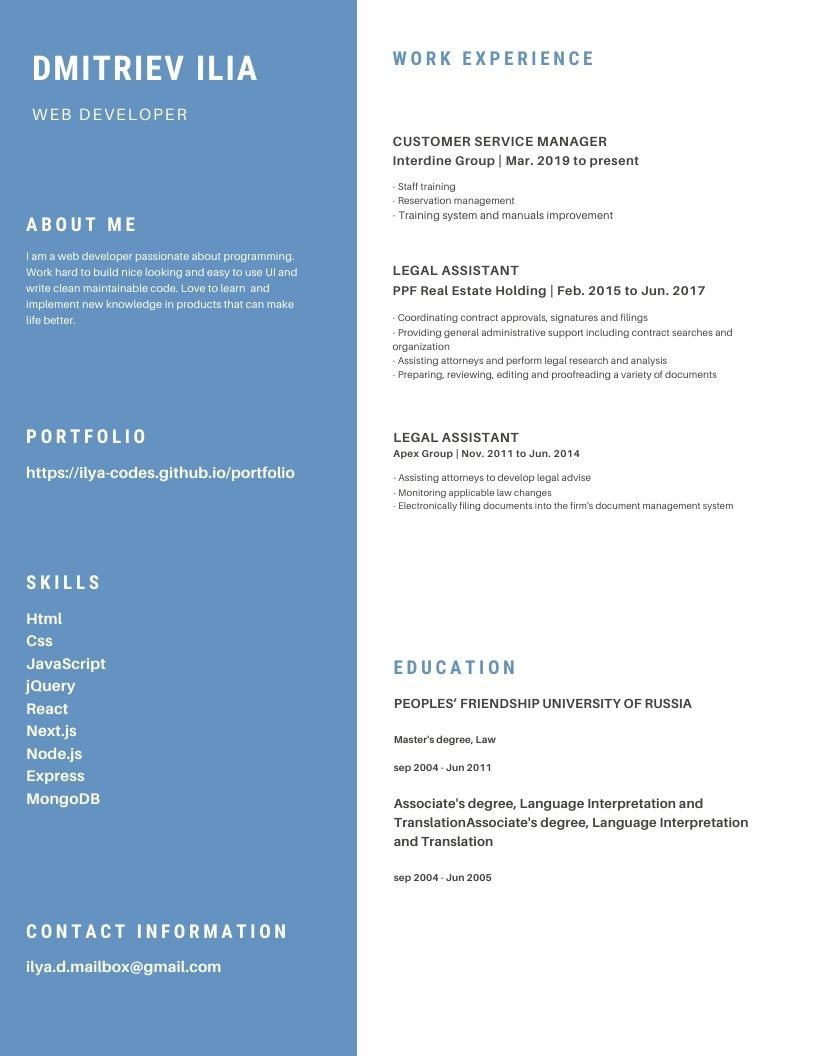 DMITRIEV ILIA
WEB DEVELOPER
ABOUT ME
I am a web developer passionate about programming.
Work hard to build nice looking and easy to use UI and
write clean maintainable code. Love to learn and
implement new knowledge in products that can make
life better.
PORTFOLIO
https://ilya-codes.github.io/portfolio
SKILLS
Html
Css
JavaScript
jQuery
React
Next.js
Node.js
Express
MongoDB
CONTACT INFORMATION
ilya.d.mailbox@gmail.com
WORK EXPERIENCE
CUSTOMER SERVICE MANAGER
Interdine Group | Mar. 2019 to present
- Staff training
- Reservation management
- Training system and manuals improvement
LEGAL ASSISTANT
PPF Real Estate Holding | Feb. 2015 to Jun. 2017
- Coordinating contract approvals, signatures and filings
- Providing general administrative support including contract searches and
organization
- Assisting attorneys and perform legal research and analysis
- Preparing, reviewing, editing and proofreading a variety of documents
LEGAL ASSISTANT
Apex Group | Nov. 2011 to Jun. 2014
- Assisting attorneys to develop legal advise
- Monitoring applicable law changes
- Electronically filing documents into the firm's document management system
EDUCATION
PEOPLES’ FRIENDSHIP UNIVERSITY OF RUSSIA
Master's degree, Law
sep 2004 - Jun 2011
Associate's degree, Language Interpretation and
TranslationAssociate's degree, Language Interpretation
and Translation
sep 2004 - Jun 2005